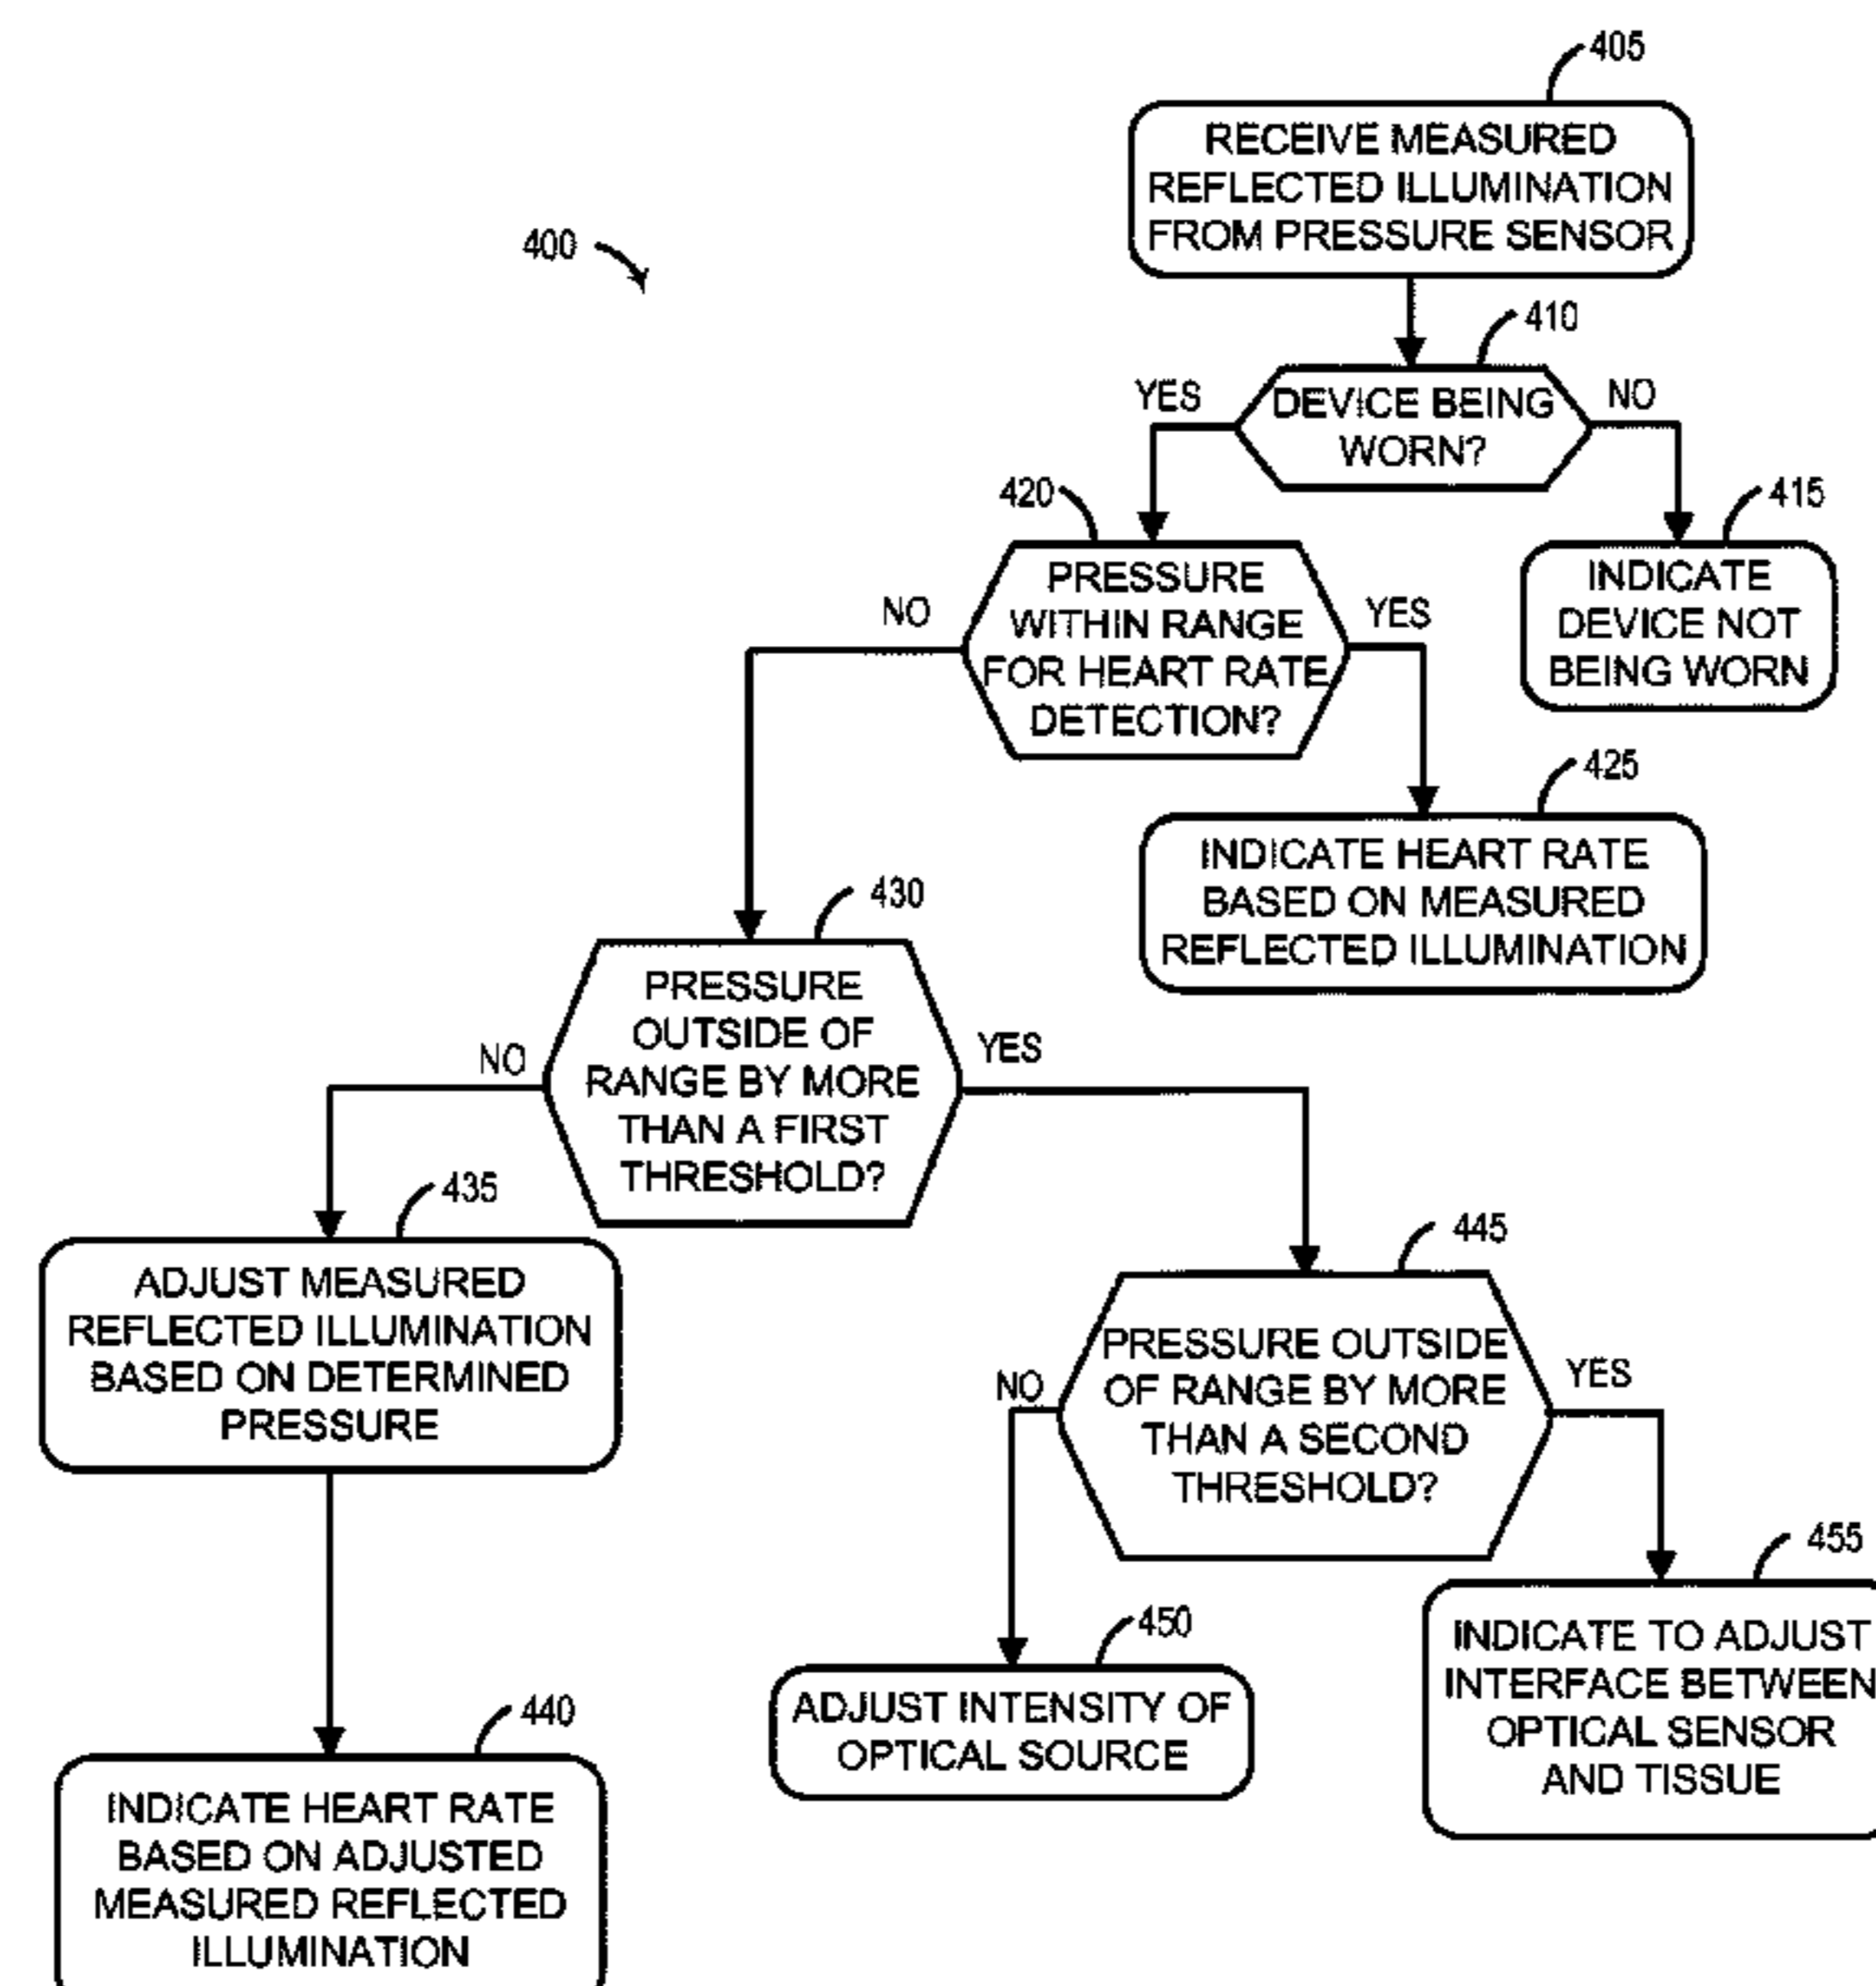 405
RECEIVE MEASURED
REFLECTED ILLUMINATION
FROM PRESSURE SENSOR
400
410
YES
DEVICE BEING
WORN?
NO
420
415
PRESSURE
WITHIN RANGE
FOR HEART RATE
DETECTION?
NO
YES
INDICATE
DEVICE NOT
BEING WORN
425
INDICATE HEART RATE
BASED ON MEASURED
REFLECTED ILLUMINATION
430
PRESSURE
OUTSIDE OF
RANGE BY MORE
THAN A FIRST
THRESHOLD?
NO
YES
435
ADJUST MEASURED
REFLECTED ILLUMINATION
BASED ON DETERMINED
PRESSURE
445
PRESSURE OUTSIDE
OF RANGE BY MORE
THAN A SECOND
THRESHOLD?
NO
YES
455
INDICATE TO ADJUST
INTERFACE BETWEEN
OPTICAL SENSOR
AND TISSUE
450
ADJUST INTENSITY OF
OPTICAL SOURCE
440
INDICATE HEART RATE
BASED ON ADJUSTED
MEASURED REFLECTED
ILLUMINATION